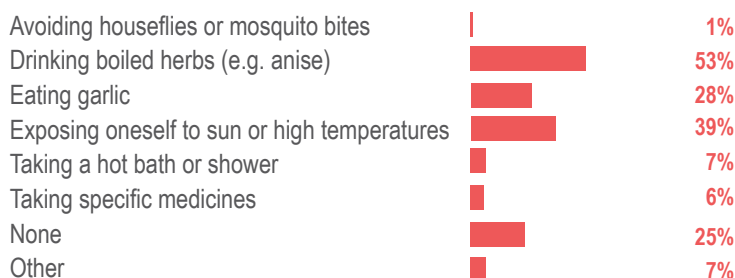 Avoiding houseflies or mosquito bites 1%
Drinking boiled herbs (e.g. anise) 53%
Eating garlic 28%
Exposing oneself to sun or high temperatures 39%
Taking a hot bath or shower 7%
Taking specific medicines 6%
None 25%
Other 7%